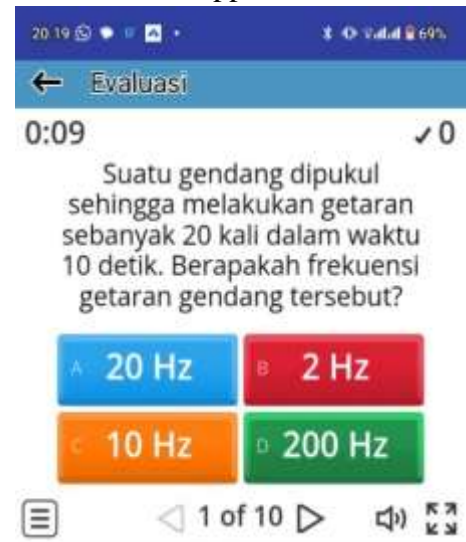 20.19
69%
Evaluasi
0:09
✓0
Suatu gendang dipukul
sehingga melakukan getaran
sebanyak 20 kali dalam waktu
10 detik. Berapakah frekuensi
getaran gendang tersebut?
A 20 Hz
B 2 Hz
C 10 Hz
D 200 Hz
1 of 10